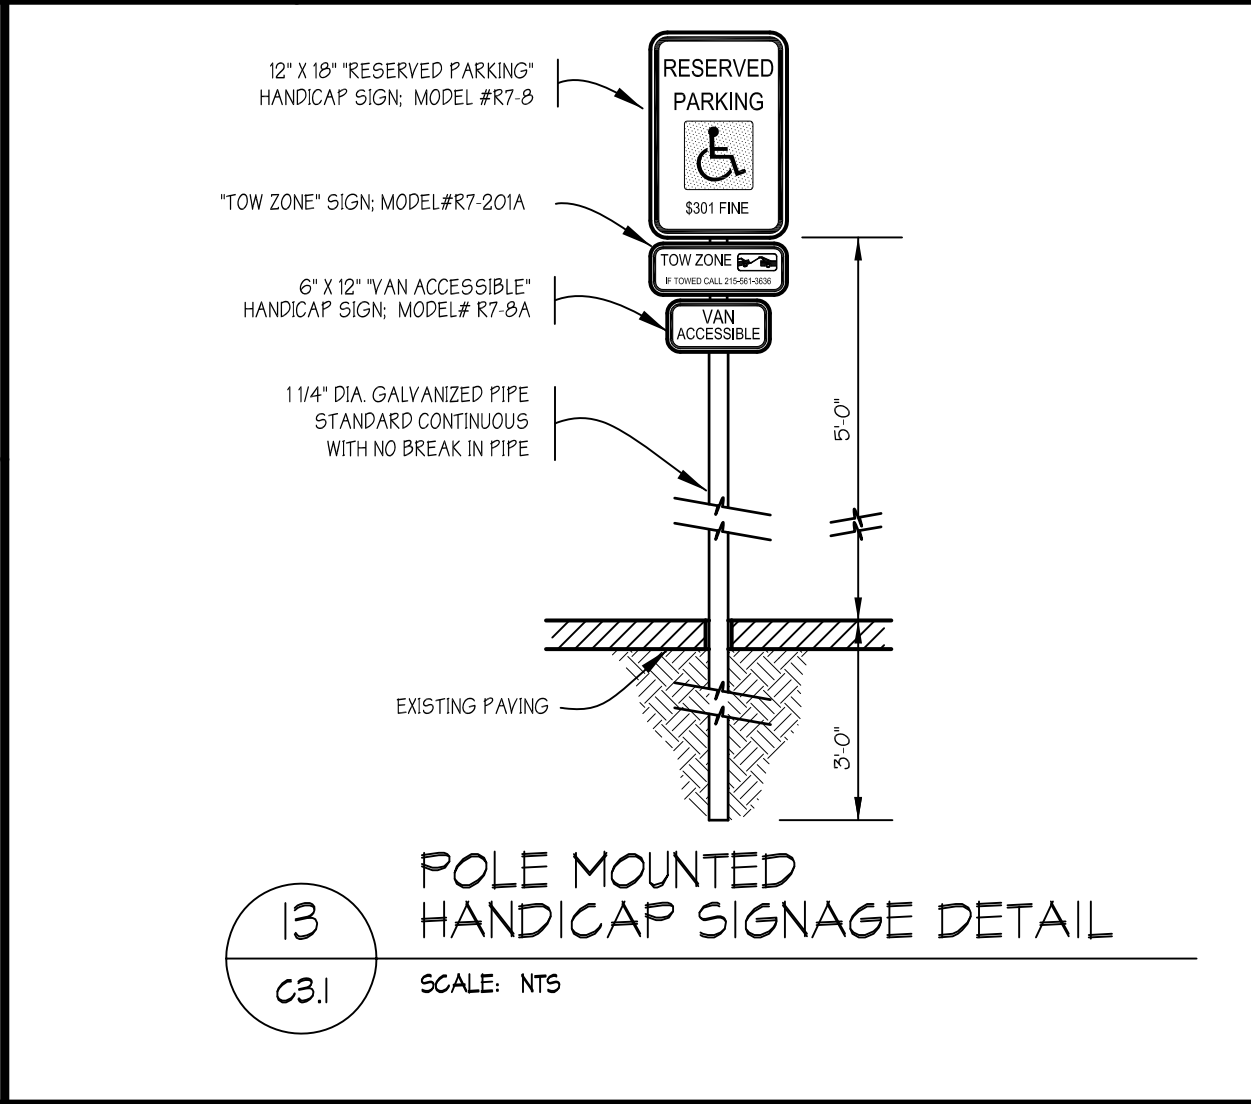 12" X 18" "RESERVED PARKING"
HANDICAP SIGN; MODEL #R7-8
RESERVED
PARKING
$301 FINE
"TOW ZONE" SIGN; MODEL#R7-201A
TOW ZONE
IF TOWED CALL 215-561-3636
6" X 12" "VAN ACCESSIBLE"
HANDICAP SIGN; MODEL# R7-8A
VAN
ACCESSIBLE
1 1/4" DIA. GALVANIZED PIPE
STANDARD CONTINUOUS
WITH NO BREAK IN PIPE
5'-0"
EXISTING PAVING
3'-0"
POLE MOUNTED
HANDICAP SIGNAGE DETAIL
13
C3.1
SCALE: NTS